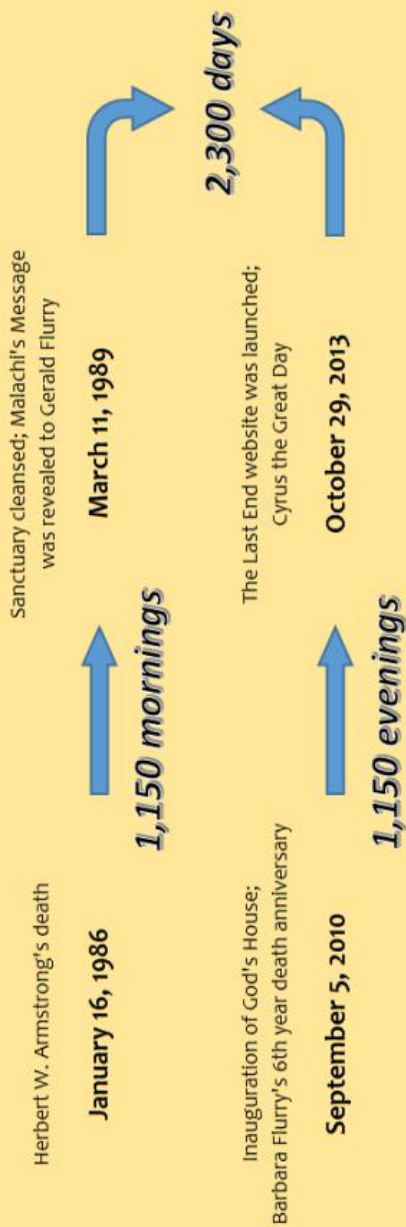 Herbert W. Armstrong's death
January 16, 1986
1,150 mornings
Sanctuary cleansed; Malachi's Message
was revealed to Gerald Flurry
March 11, 1989
2,300 days
Inauguration of God's House;
Barbara Flurry's 6th year death anniversary
September 5, 2010
1,150 evenings
The Last End website was launched;
Cyrus the Great Day
October 29, 2013